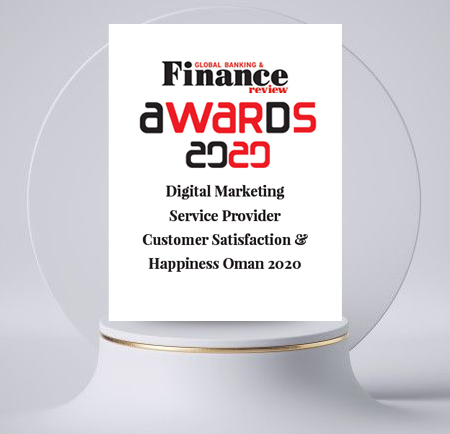 GLOBAL BANKING &
Finance
review
aWaRDS
2020
Digital Marketing
Service Provider
Customer Satisfaction &
Happiness Oman 2020